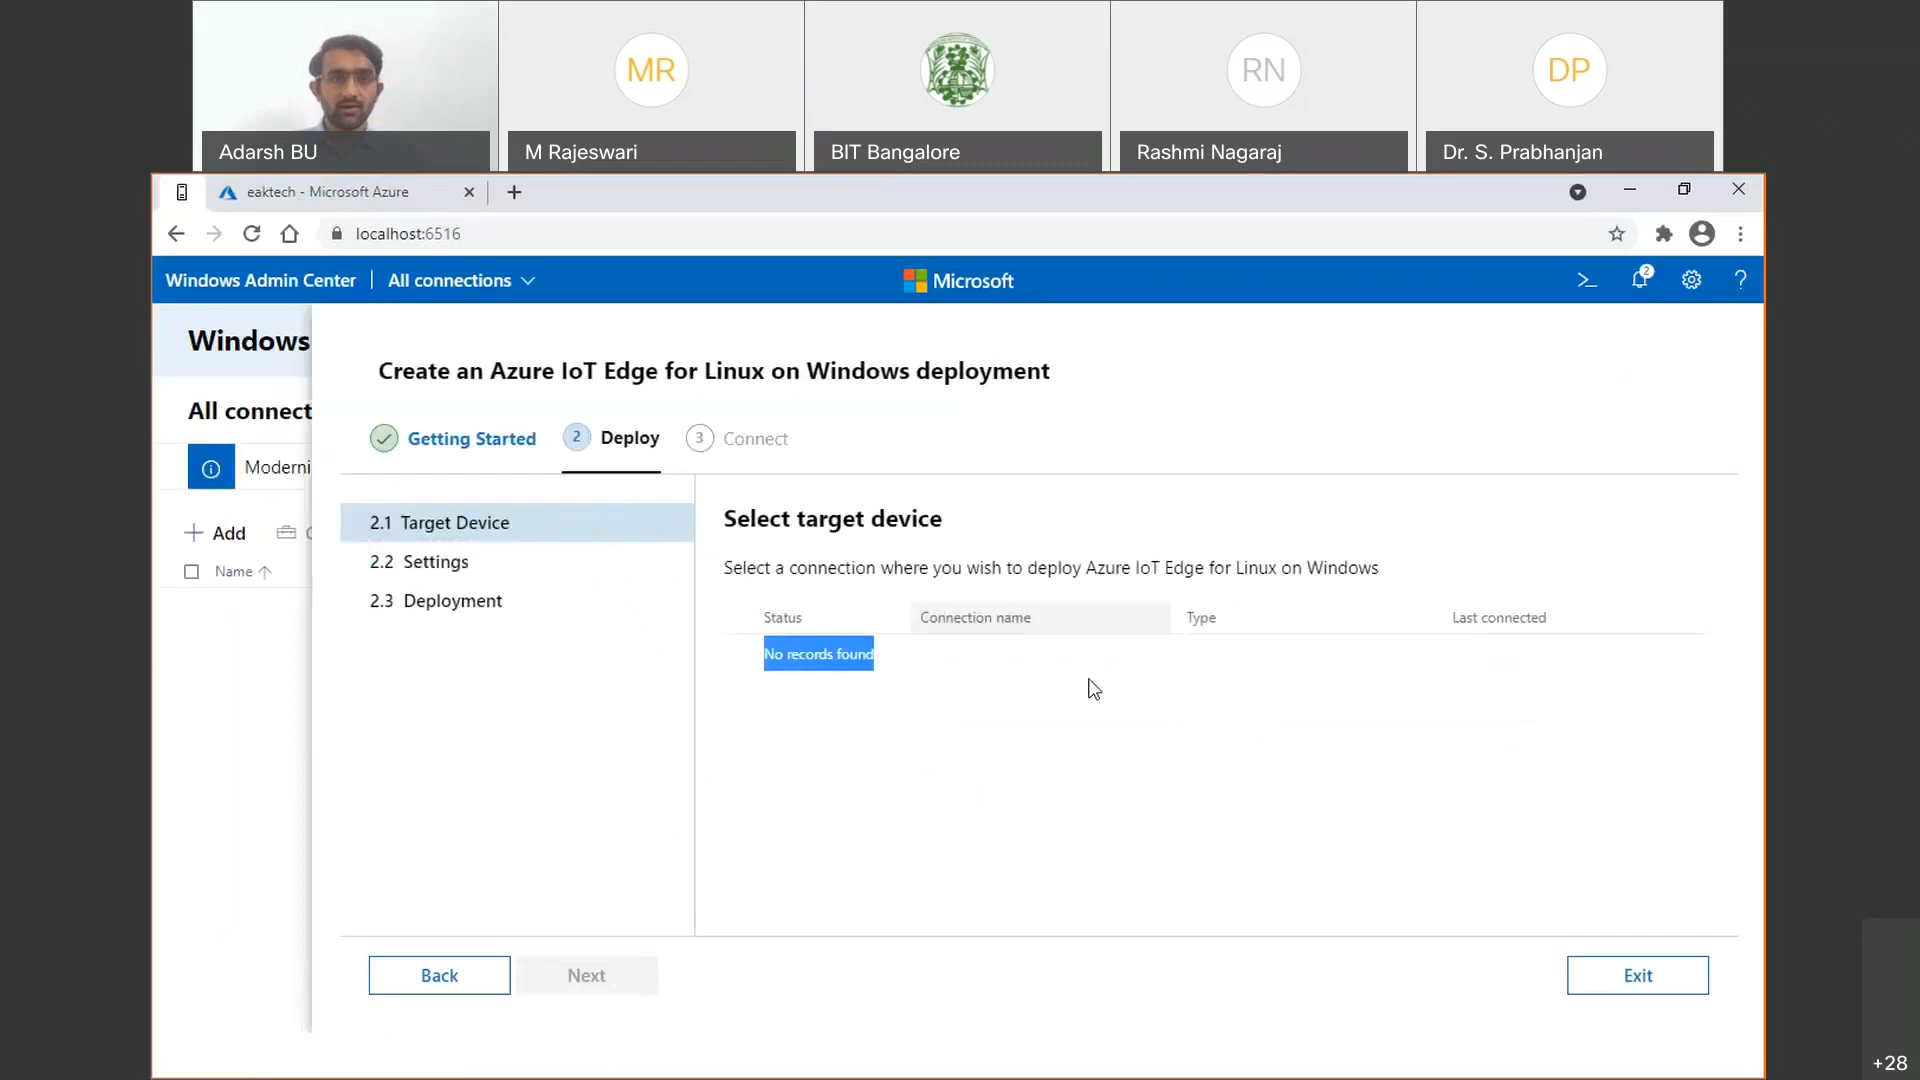 MR
RN
DP
Adarsh BU
M Rajeswari
BIT Bangalore
Rashmi Nagaraj
Dr. S. Prabhanjan
eaktech - Microsoft Azure
localhost:6516
Windows Admin Center
All connections
Microsoft
2
Windows
All connect
Moderni
Add
Name
Create an Azure IoT Edge for Linux on Windows deployment
Getting Started
2 Deploy
3 Connect
2.1 Target Device
2.2 Settings
2.3 Deployment
Select target device
Select a connection where you wish to deploy Azure IoT Edge for Linux on Windows
Status Connection name Type Last connected
No records found
Back
Next
Exit
+28